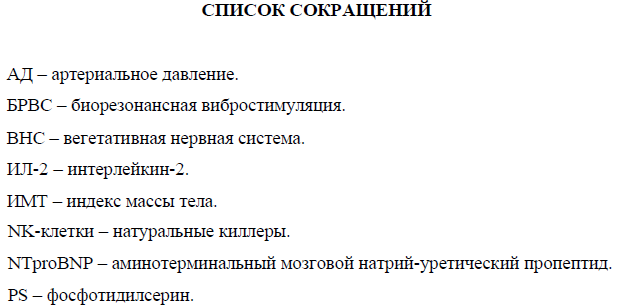 СПИСОК СОКРАЩЕНИЙ
АД – артериальное давление.
БРВС – биорезонансная вибростимуляция.
ВНС – вегетативная нервная система.
ИЛ-2 – интерлейкин-2.
ИМТ – индекс массы тела.
NK-клетки – натуральные киллеры.
NTproBNP – аминотерминальный мозговой натрий-уретический пропептид.
PS – фосфотидилсерин.